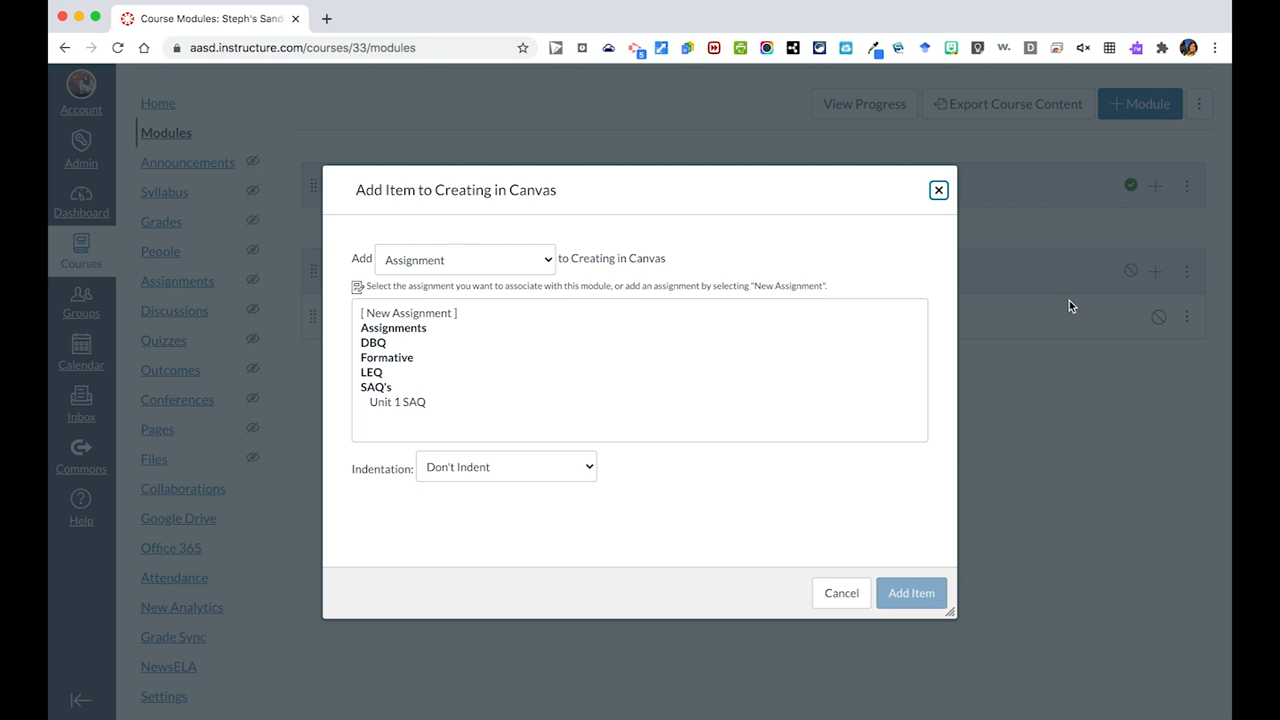 Course Modules: Steph's Sand
aasd.instructure.com/courses/33/modules
5
W.
D
Account
Admin
Dashboard
Courses
Groups
Calendar
Inbox
Commons
Help
Home
Modules
Announcements
Syllabus
Grades
People
Assignments
Discussions
Quizzes
Outcomes
Conferences
Pages
Files
Collaborations
Google Drive
Office 365
Attendance
New Analytics
Grade Sync
NewsELA
Settings
View Progress
Export Course Content
+ Module
Add Item to Creating in Canvas
Add Assignment to Creating in Canvas
Select the assignment you want to associate with this module, or add an assignment by selecting "New Assignment".
[ New Assignment ]
Assignments
DBQ
Formative
LEQ
SAQ's
Unit 1 SAQ
Indentation: Don't Indent
Cancel
Add Item